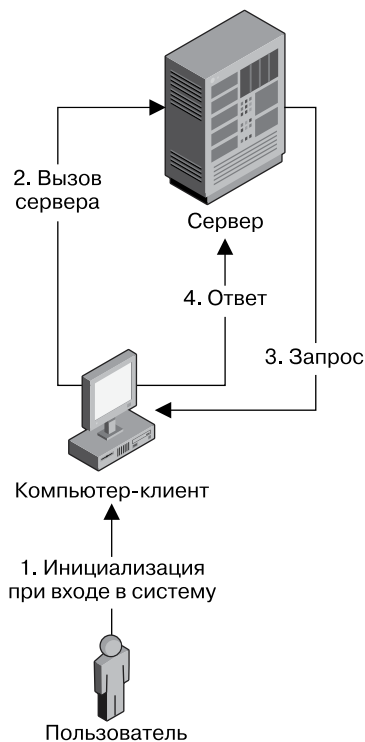 2. Вызов
сервера
Сервер
4. Ответ
3. Запрос
Компьютер-клиент
1. Инициализация
при входе в систему
Пользователь